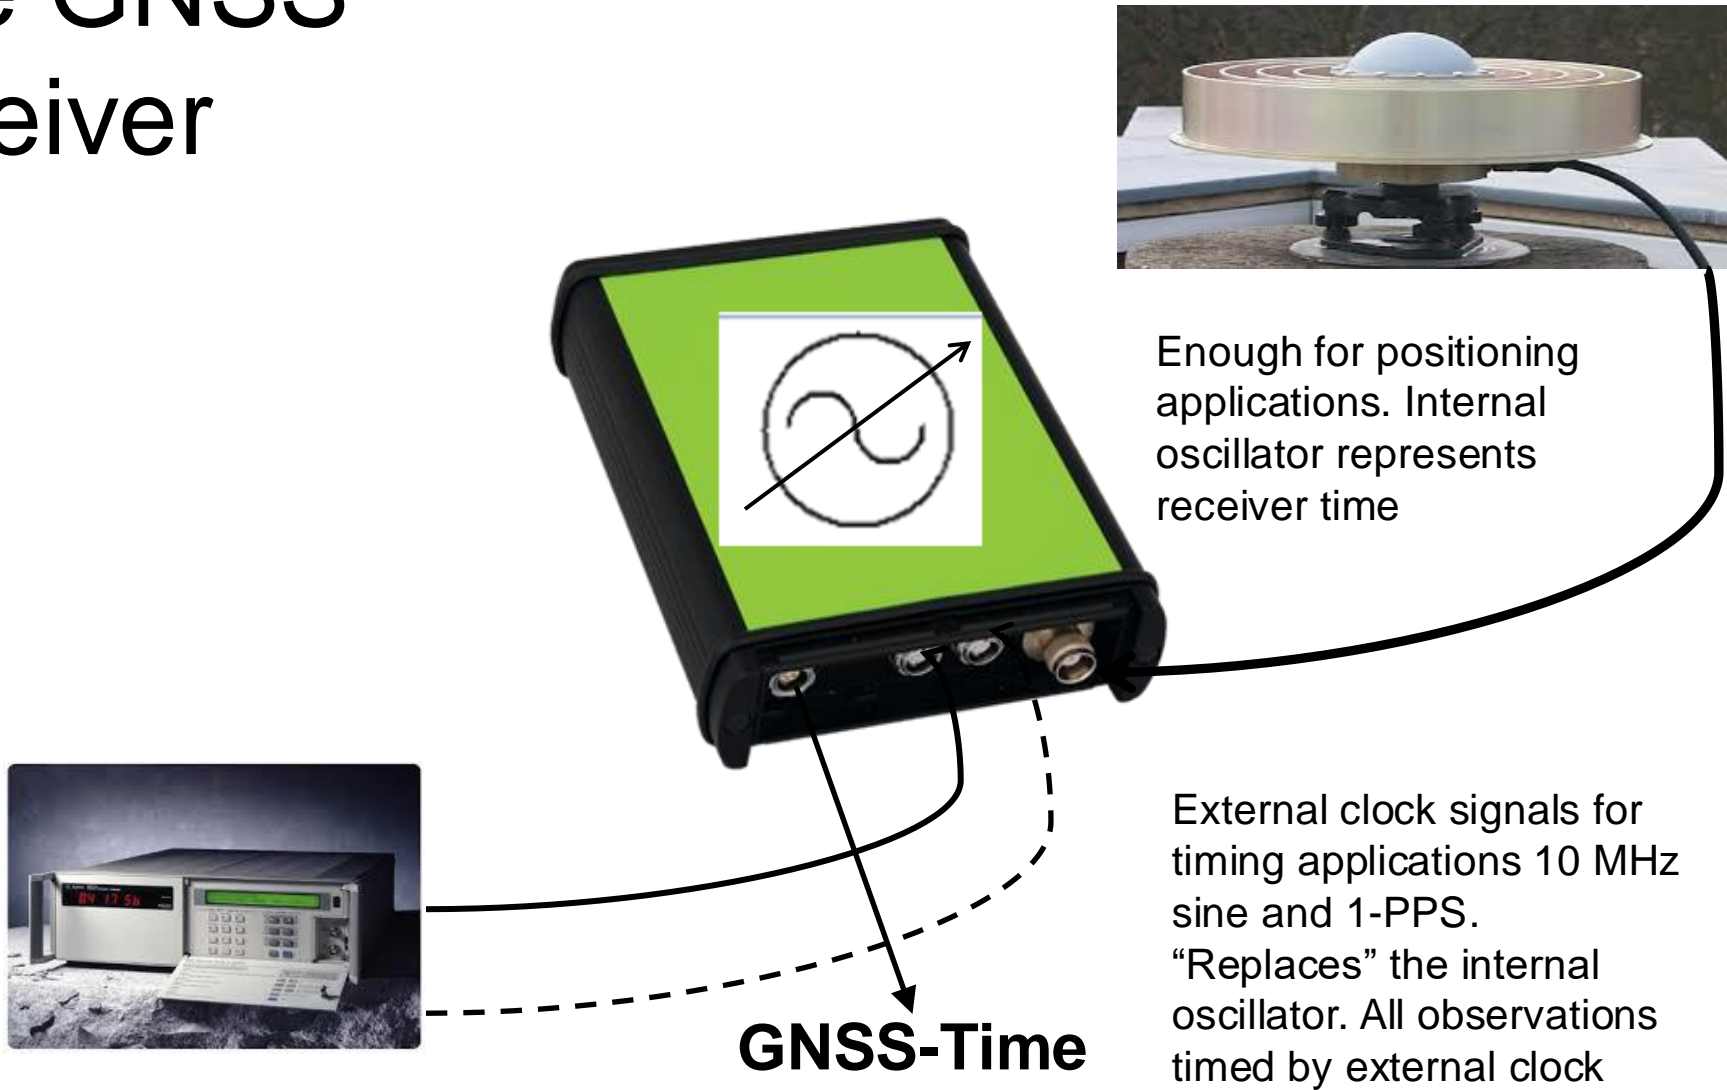 e GNSS
eiver
Enough for positioning
applications. Internal
oscillator represents
receiver time
External clock signals for
timing applications 10 MHz
sine and 1-PPS.
“Replaces” the internal
oscillator. All observations
timed by external clock
GNSS-Time